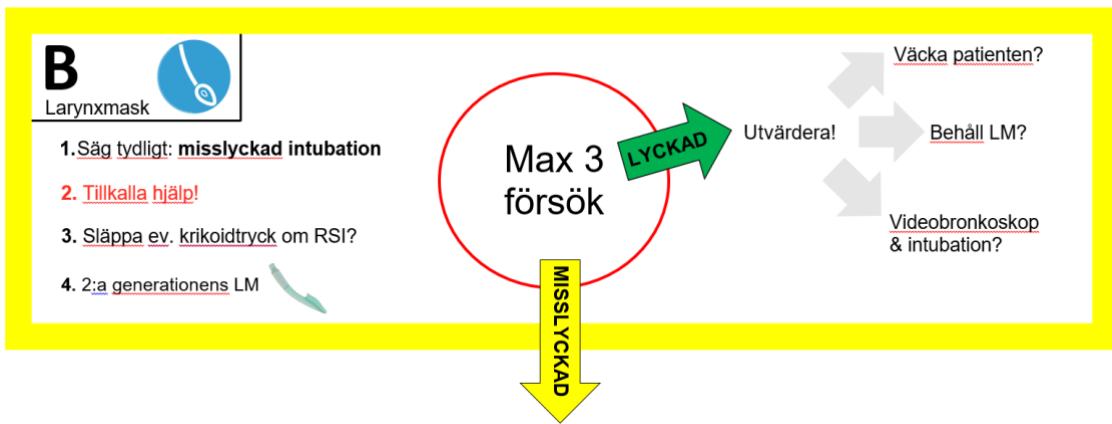 B
Larynxmask
1.Säg tydligt: misslyckad intubation
2. Tillkalla hjälp!
3. Släppa ev. krikoidtryck om RSI?
4. 2:a generationens LM
Max 3
försök
LYCKAD
MISSLYCKAD
Utvärdera!
Väcka patienten?
Behåll LM?
Videobronkoskop
& intubation?